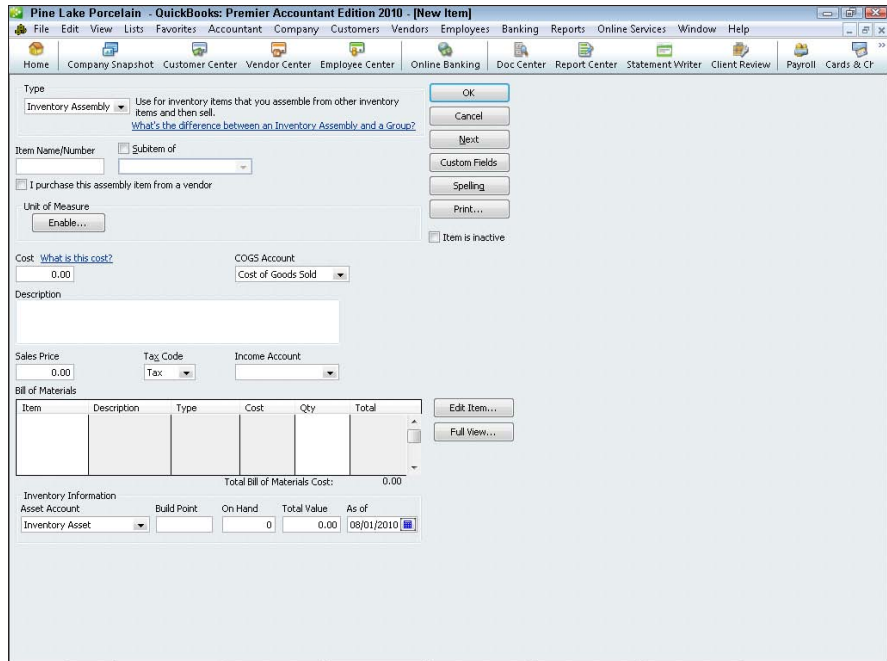 Pine Lake Porcelain - QuickBooks: Premier Accountant Edition 2010 - [New Item]
File Edit View Lists Favorites Accountant Company Customers Vendors Employees Banking Reports Online Services Window Help
Home Company Snapshot Customer Center Vendor Center Employee Center Online Banking Doc Center Report Center Statement Writer Client Review Payroll Cards & Ch
Type
Inventory Assembly
Use for inventory items that you assemble from other inventory
items and then sell.
What's the difference between an Inventory Assembly and a Group?
OK
Cancel
Next
Custom Fields
Spelling
Print...
Item is inactive
Item Name/Number
Subitem of
I purchase this assembly item from a vendor
Unit of Measure
Enable...
Cost What is this cost?
0.00
COGS Account
Cost of Goods Sold
Description
Sales Price
0.00
Tax Code
Tax
Income Account
Bill of Materials
Item Description Type Cost Qty Total
Edit Item...
Full View...
Total Bill of Materials Cost: 0.00
Inventory Information
Asset Account Build Point On Hand Total Value As of
Inventory Asset 0 0.00 08/01/2010